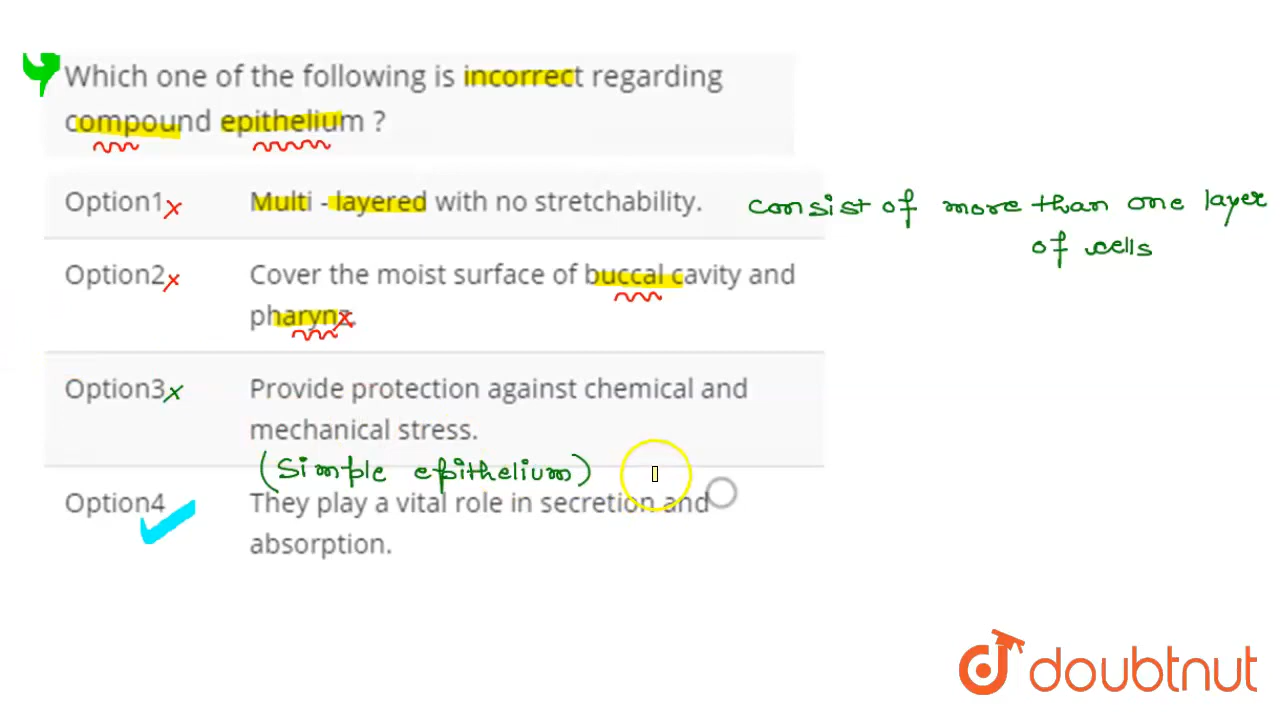 Which one of the following is incorrect regarding
compound epithelium ?
Option1 x Multi - layered with no stretchability. consist of more than one layer
of cells
Option2 x Cover the moist surface of buccal cavity and
pharynx.
Option3 x Provide protection against chemical and
mechanical stress.
(simple epithelium)
Option4 They play a vital role in secretion and
absorption.
doubtnut